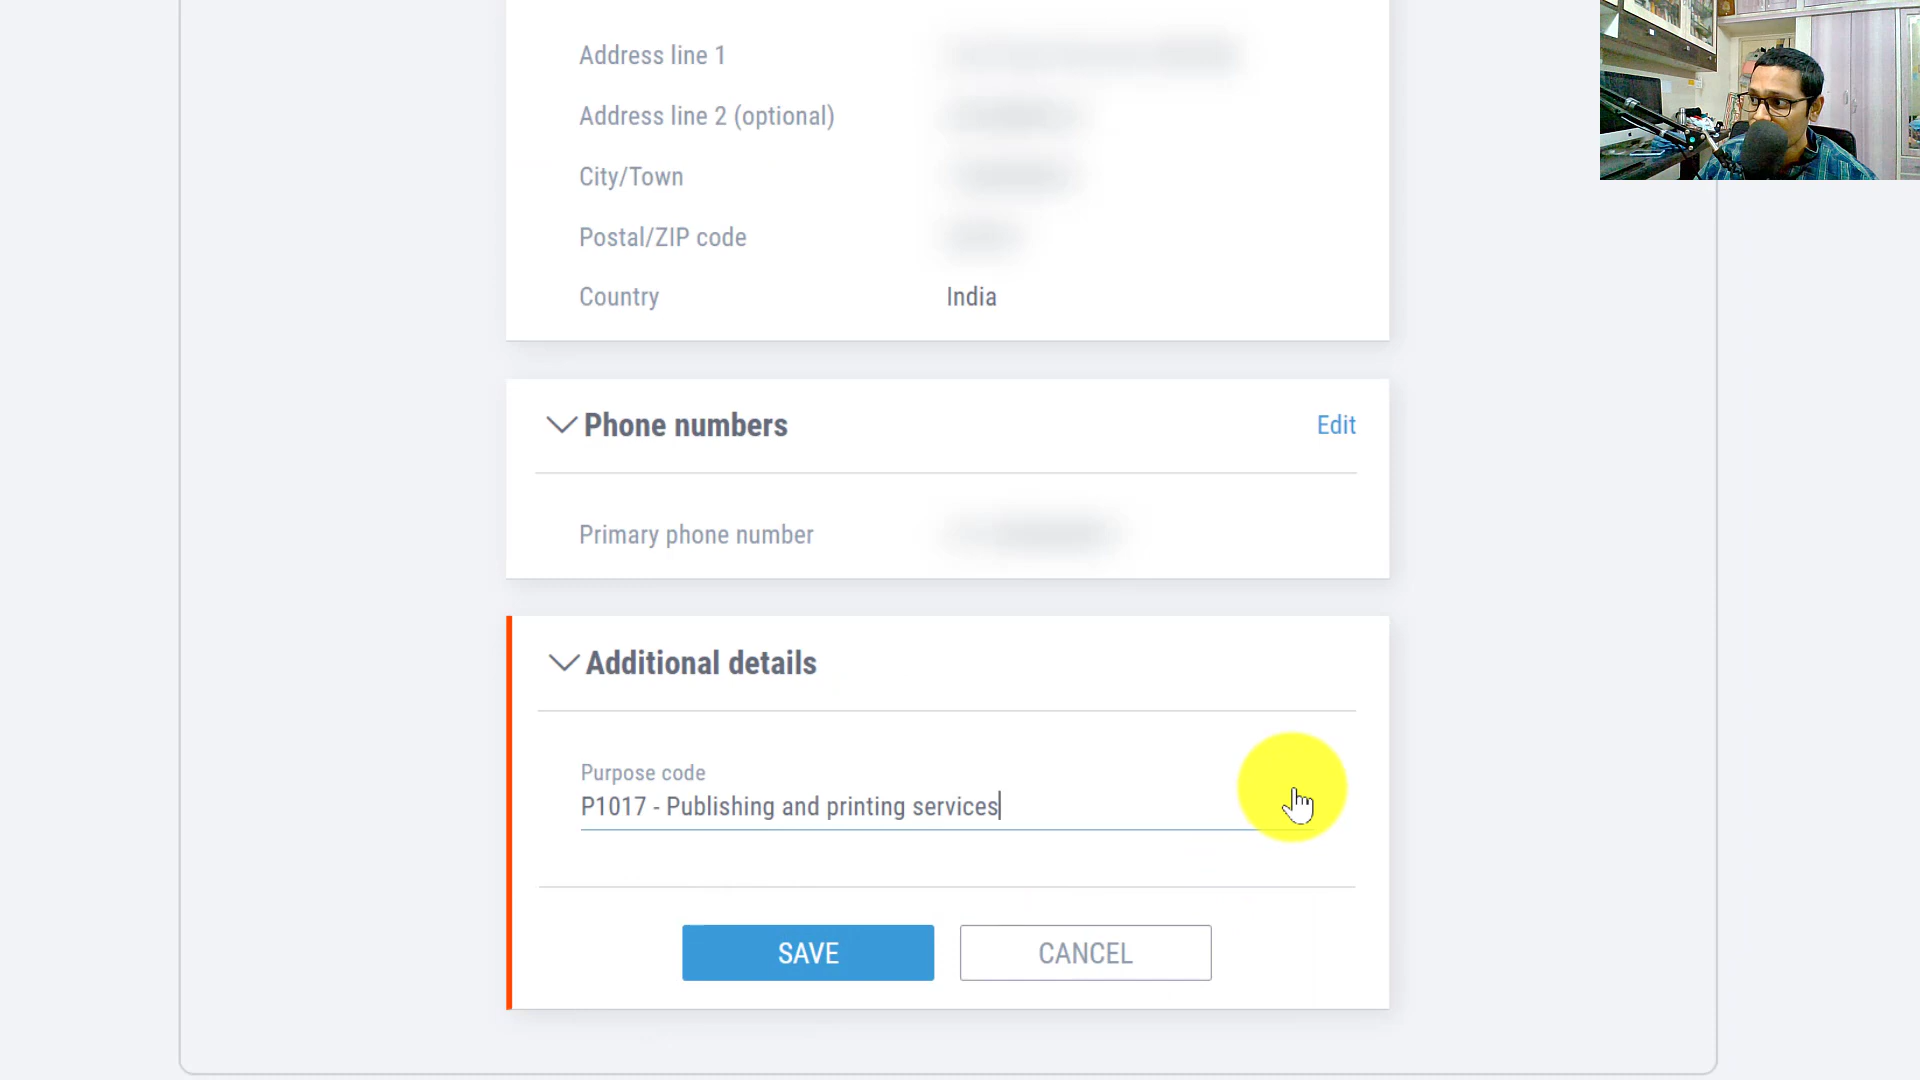 Address line 1
Address line 2 (optional)
City/Town
Postal/ZIP code
Country India
Phone numbers Edit
Primary phone number
Additional details
Purpose code
P1017 - Publishing and printing services
SAVE CANCEL